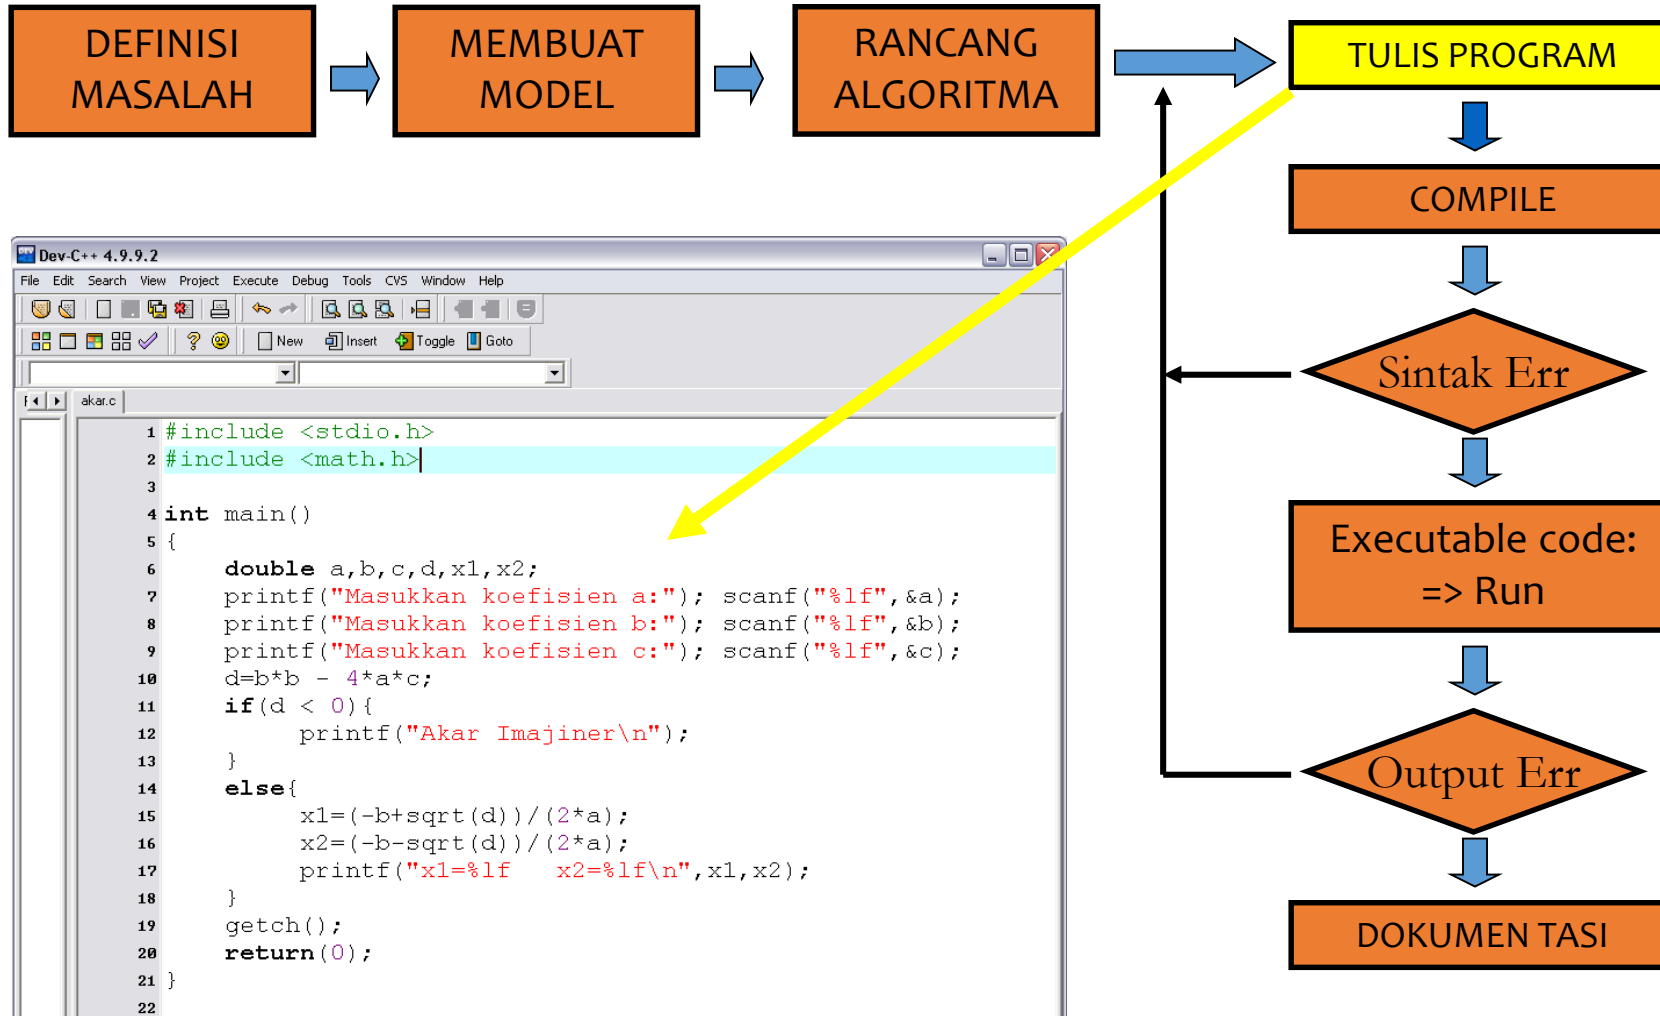 DEFINISI
MASALAH
MEMBUAT
MODEL
RANCANG
ALGORITMA
TULIS PROGRAM
COMPILE
Sintak Err
Executable code:
=> Run
Output Err
DOKUMEN TASI
Dev-C++ 4.9.9.2
File Edit Search View Project Execute Debug Tools CVS Window Help
New Insert Toggle Goto
akar.c
1 #include <stdio.h>
2 #include <math.h>
3
4 int main()
5 {
6 double a,b,c,d,x1,x2;
7 printf("Masukkan koefisien a:"); scanf("%lf",&a);
8 printf("Masukkan koefisien b:"); scanf("%lf",&b);
9 printf("Masukkan koefisien c:"); scanf("%lf",&c);
10 d=b*b - 4*a*c;
11 if(d < 0){
12 printf("Akar Imajiner\n");
13 }
14 else{
15 x1=(-b+sqrt(d))/(2*a);
16 x2=(-b-sqrt(d))/(2*a);
17 printf("x1=%lf   x2=%lf\n",x1,x2);
18 }
19 getch();
20 return(0);
21 }
22